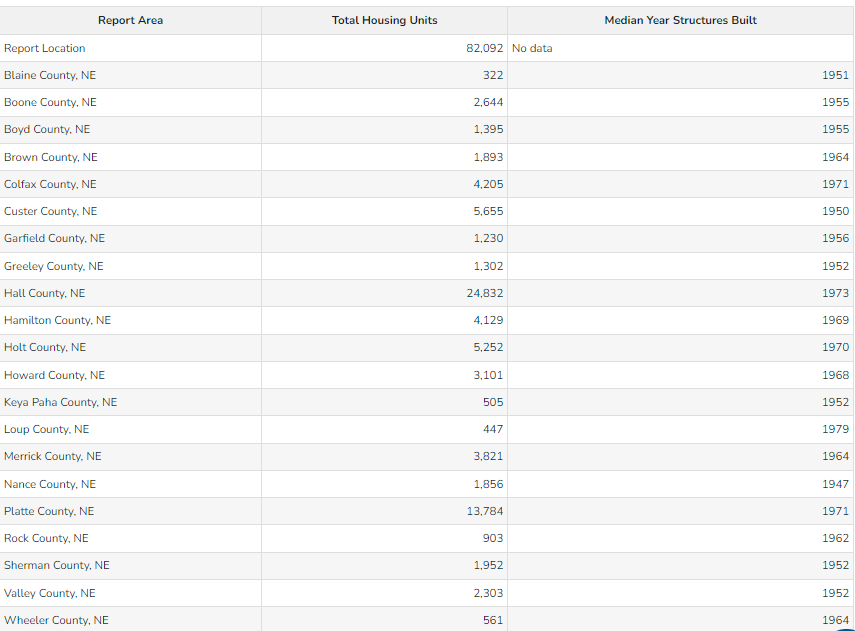 Report Area Total Housing Units Median Year Structures Built
Report Location 82,092 No data
Blaine County, NE 322 1951
Boone County, NE 2,644 1955
Boyd County, NE 1,395 1955
Brown County, NE 1,893 1964
Colfax County, NE 4,205 1971
Custer County, NE 5,655 1950
Garfield County, NE 1,230 1956
Greeley County, NE 1,302 1952
Hall County, NE 24,832 1973
Hamilton County, NE 4,129 1969
Holt County, NE 5,252 1970
Howard County, NE 3,101 1968
Keya Paha County, NE 505 1952
Loup County, NE 447 1979
Merrick County, NE 3,821 1964
Nance County, NE 1,856 1947
Platte County, NE 13,784 1971
Rock County, NE 903 1962
Sherman County, NE 1,952 1952
Valley County, NE 2,303 1952
Wheeler County, NE 561 1964